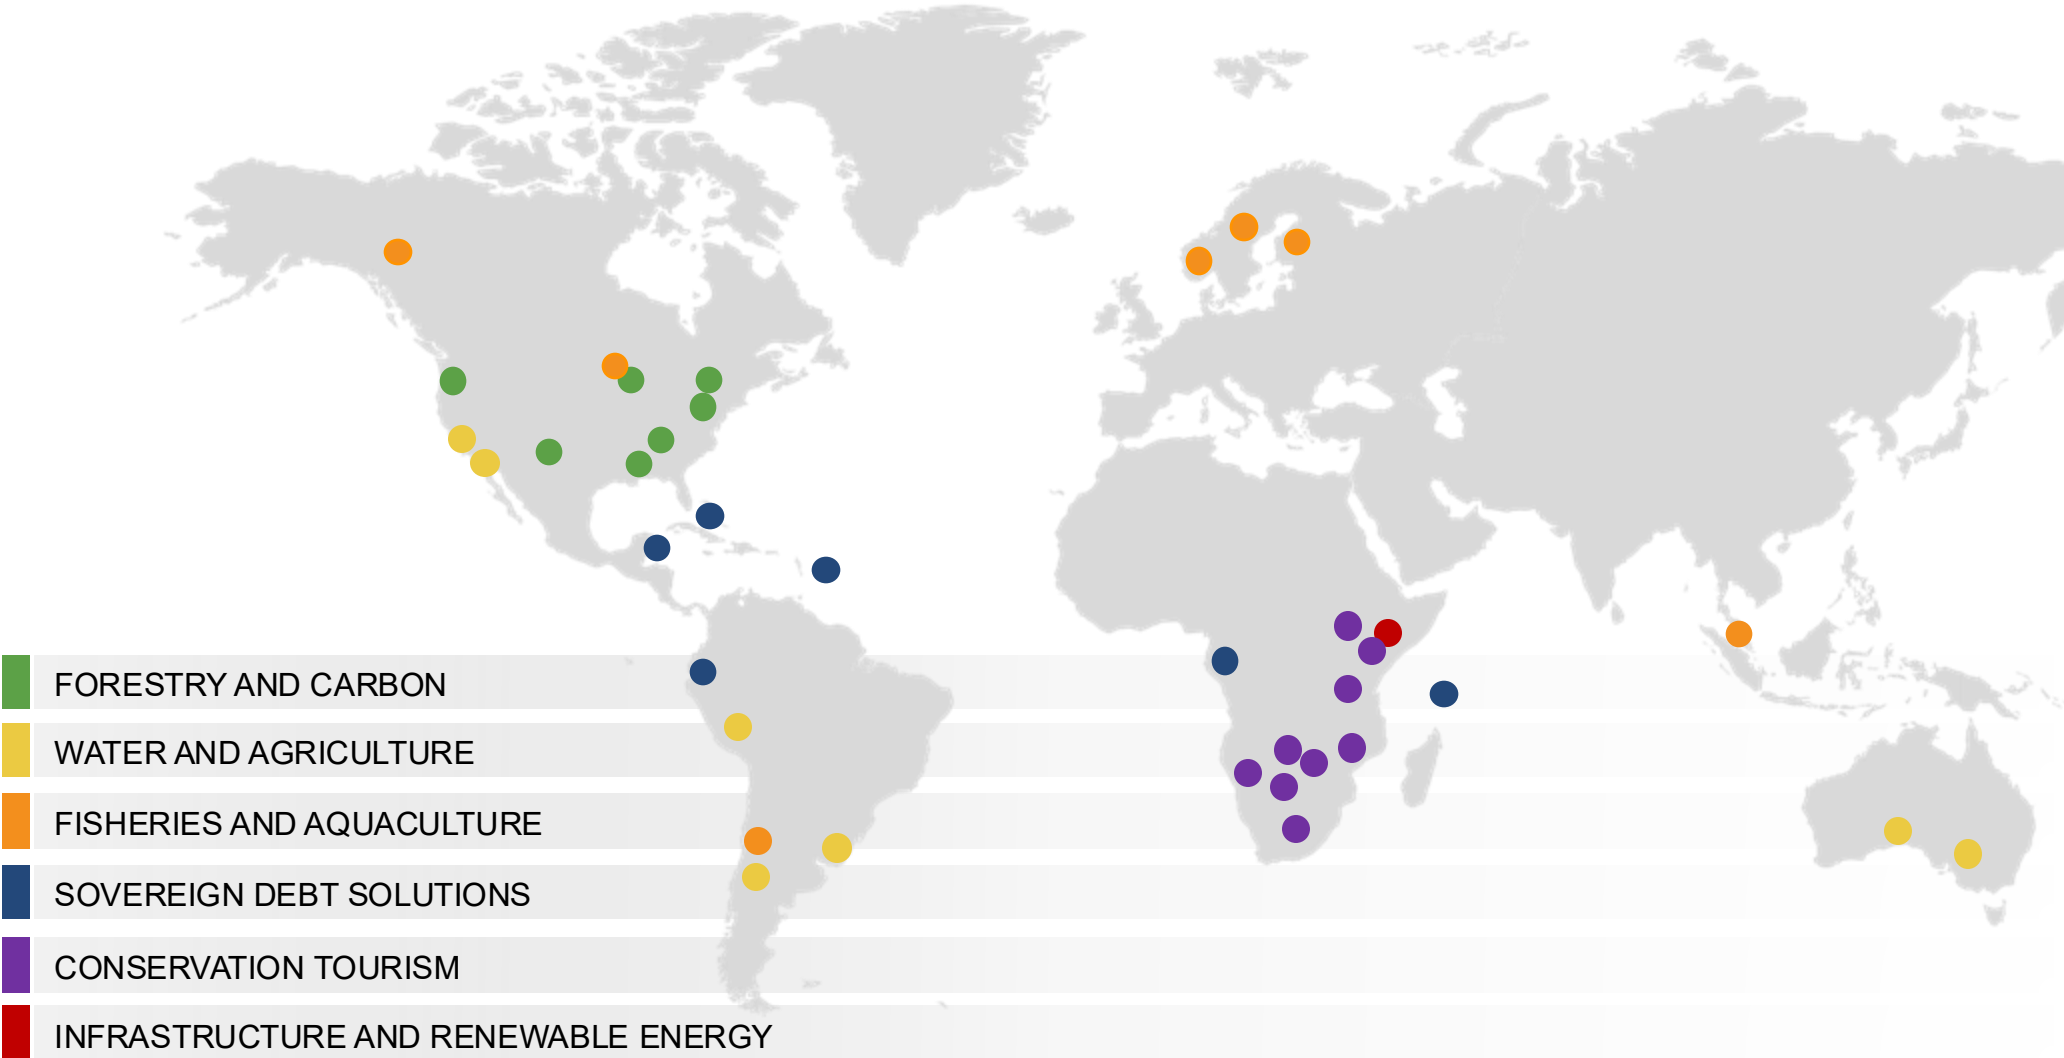 FORESTRY AND CARBON
WATER AND AGRICULTURE
FISHERIES AND AQUACULTURE
SOVEREIGN DEBT SOLUTIONS
CONSERVATION TOURISM
INFRASTRUCTURE AND RENEWABLE ENERGY